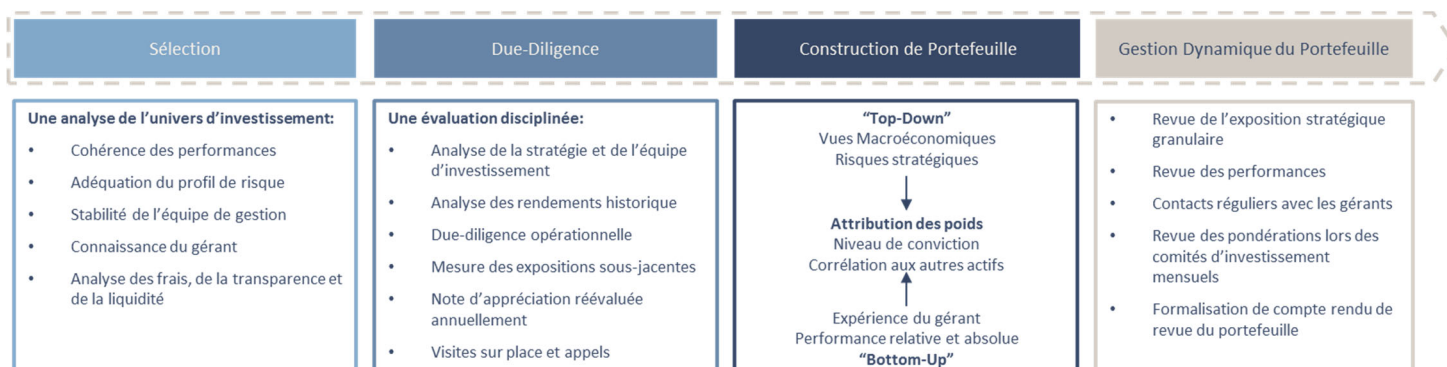 Sélection
Due-Diligence
Construction de Portefeuille
Gestion Dynamique du Portefeuille
Une analyse de l’univers d’investissement:
• Cohérence des performances
• Adéquation du profil de risque
• Stabilité de l’équipe de gestion
• Connaissance du gérant
• Analyse des frais, de la transparence et
de la liquidité
Une évaluation disciplinée:
• Analyse de la stratégie et de l’équipe
d’investissement
• Analyse des rendements historique
• Due-diligence opérationnelle
• Mesure des expositions sous-jacentes
• Note d’appréciation réévaluée
annuellement
• Visites sur place et appels
“Top-Down”
Vues Macroéconomiques
Risques stratégiques
Attribution des poids
Niveau de conviction
Corrélation aux autres actifs
Expérience du gérant
Performance relative et absolue
“Bottom-Up”
• Revue de l’exposition stratégique
granulaire
• Revue des performances
• Contacts réguliers avec les gérants
• Revue des pondérations lors des
comités d’investissement
mensuels
• Formalisation de compte rendu de
revue du portefeuille